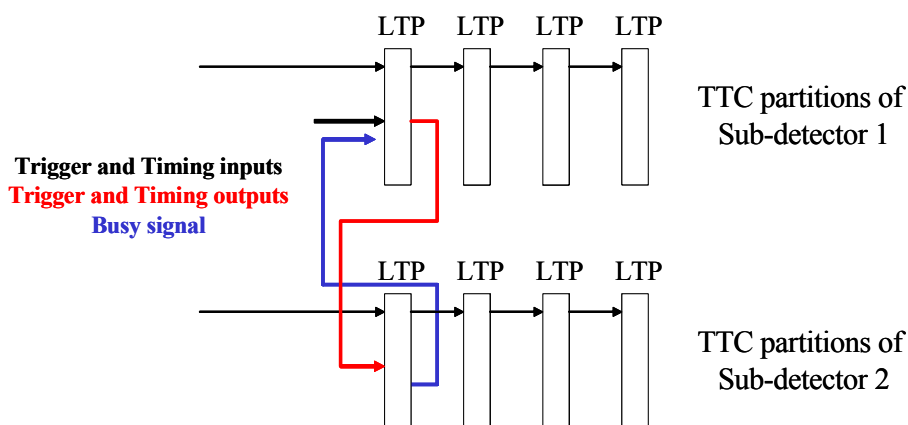 LTP LTP LTP LTP
TTC partitions of
Sub-detector 1
Trigger and Timing inputs
Trigger and Timing outputs
Busy signal
LTP LTP LTP LTP
TTC partitions of
Sub-detector 2